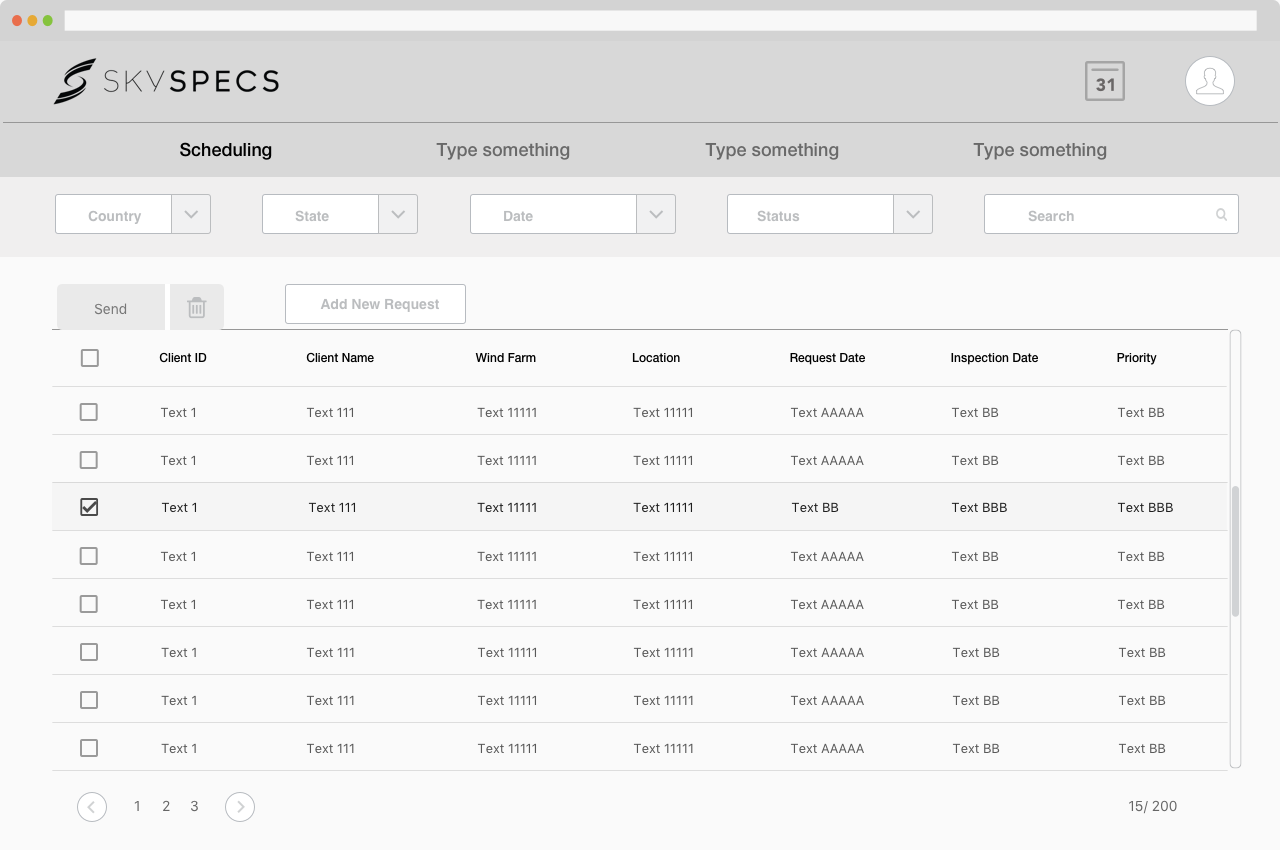 SKYSPECS
31
Scheduling Type something Type something Type something
Country State Date Status Search
Send Add New Request
Client ID Client Name Wind Farm Location Request Date Inspection Date Priority
Text 1 Text 111 Text 11111 Text 11111 Text AAAAA Text BB Text BB
Text 1 Text 111 Text 11111 Text 11111 Text AAAAA Text BB Text BB
Text 1 Text 111 Text 11111 Text 11111 Text BB Text BBB Text BBB
Text 1 Text 111 Text 11111 Text 11111 Text AAAAA Text BB Text BB
Text 1 Text 111 Text 11111 Text 11111 Text AAAAA Text BB Text BB
Text 1 Text 111 Text 11111 Text 11111 Text AAAAA Text BB Text BB
Text 1 Text 111 Text 11111 Text 11111 Text AAAAA Text BB Text BB
Text 1 Text 111 Text 11111 Text 11111 Text AAAAA Text BB Text BB
1 2 3 15/ 200